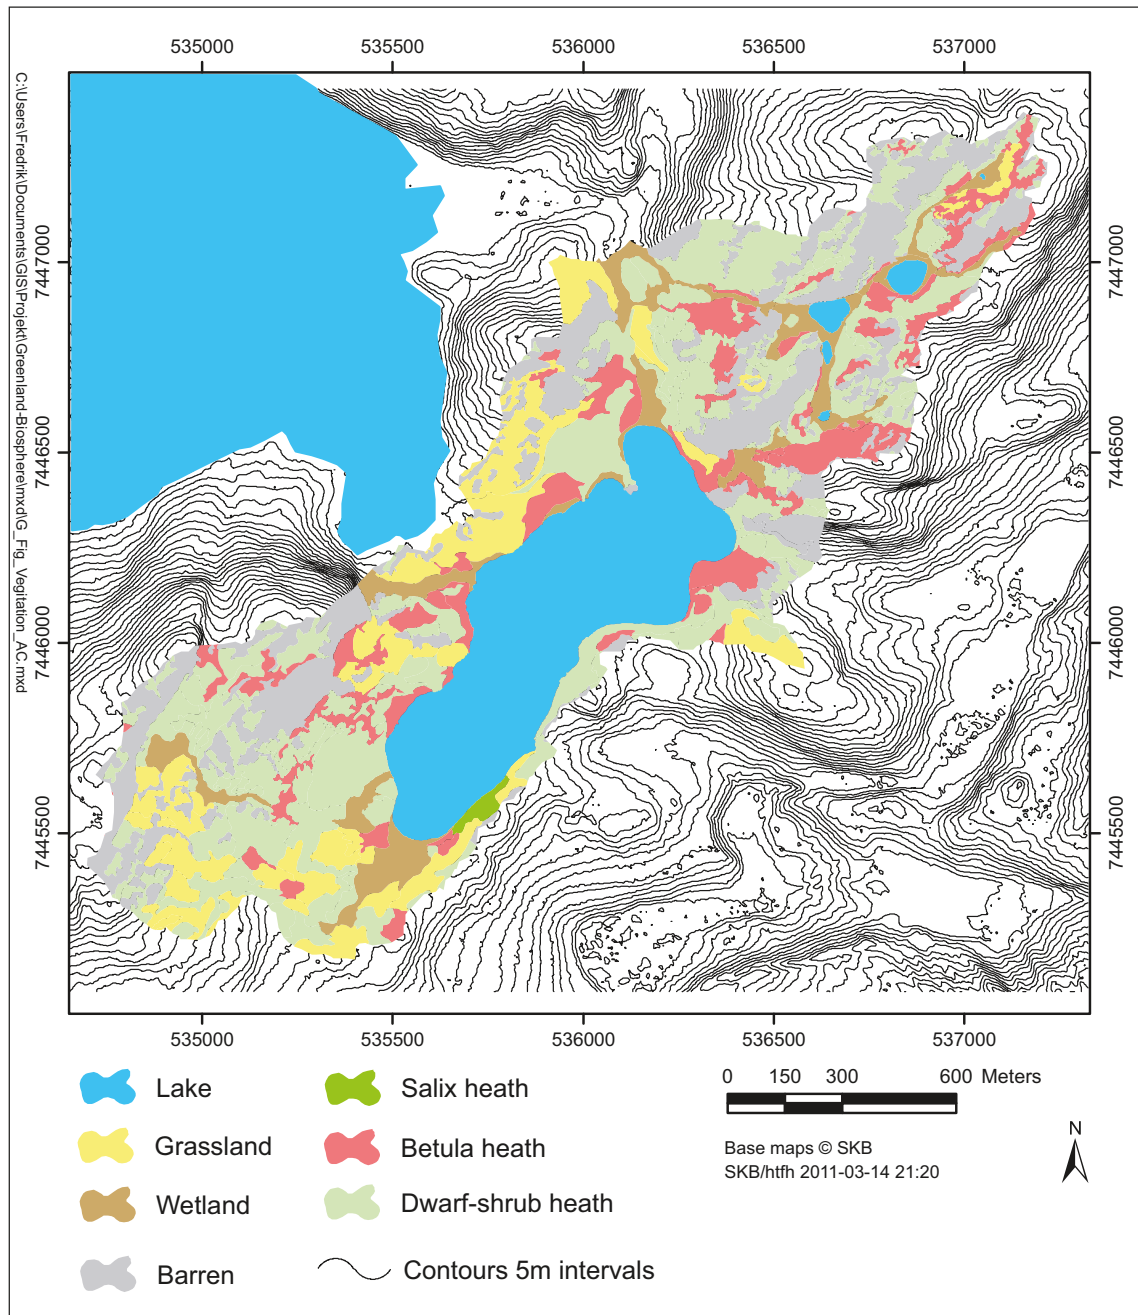 535000 535500 536000 536500 537000
C:\Users\Fredrik\Documents\GIS\Projekt\Greenland-Biosphere\mxd\G_Fig_Vegitation_AC.mxd
7447000 7447000
7446500 7446500
7446000 7446000
7445500 7445500
535000 535500 536000 536500 537000
Lake
Grassland
Wetland
Barren
Salix heath
Betula heath
Dwarf-shrub heath
Contours 5m intervals
0 150 300 600 Meters
Base maps © SKB
SKB/htfh 2011-03-14 21:20
N